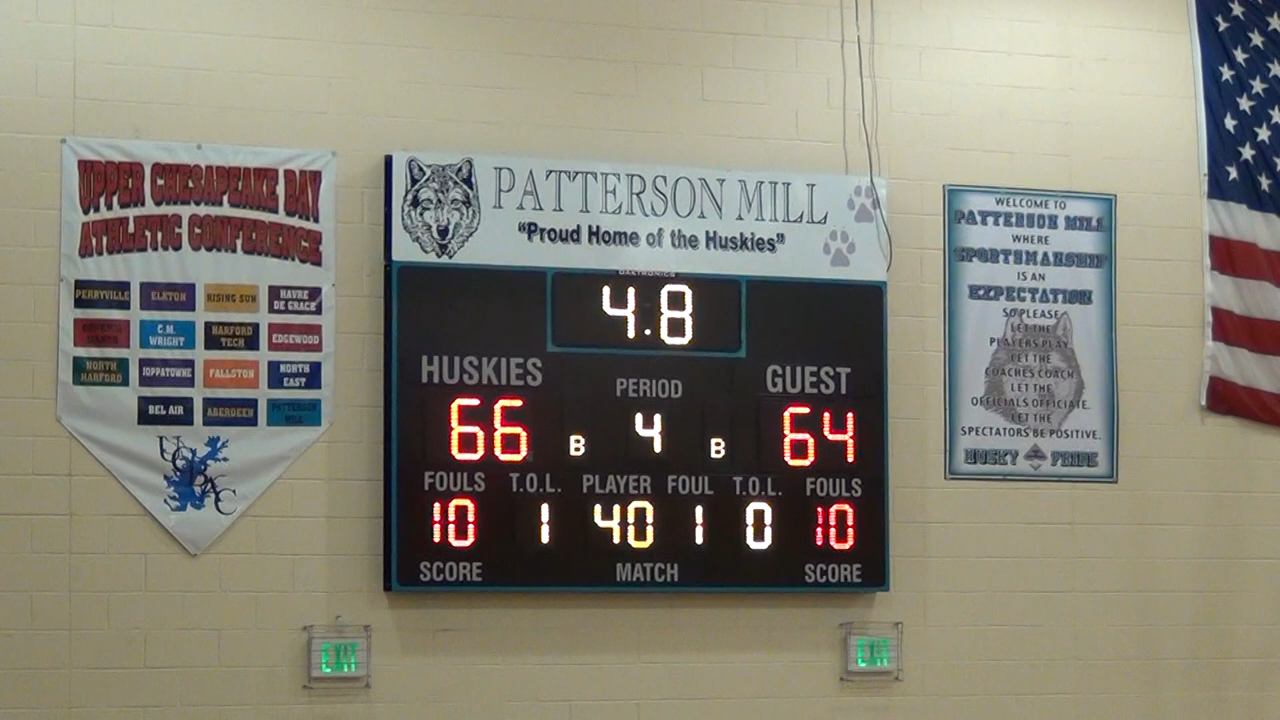 UPPER CHESAPEAKE BAY
ATHLETIC CONFERENCE
PERRYVILLE ELKTON RISING SUN HAVRE DE GRACE
C.M. WRIGHT HARFORD TECH EDGEWOOD
NORTH HARFORD JOPPATOWNE FALLSTON NORTH EAST
BEL AIR ABERDEEN PATTERSON MILL
UCBAC
PATTERSON MILL
“Proud Home of the Huskies”
DAKTRONICS
4.8
HUSKIES PERIOD GUEST
66 B 4 B 64
FOULS T.O.L. PLAYER FOUL T.O.L. FOULS
10 1 40 1 0 10
SCORE MATCH SCORE
EXIT
EXIT
WELCOME TO
PATTERSON MILL
WHERE
SPORTSMANSHIP
IS AN
EXPECTATION
SO PLEASE
LET THE
PLAYERS PLAY.
LET THE
COACHES COACH.
LET THE
OFFICIALS OFFICIATE.
LET THE
SPECTATORS BE POSITIVE.
HUSKY PRIDE